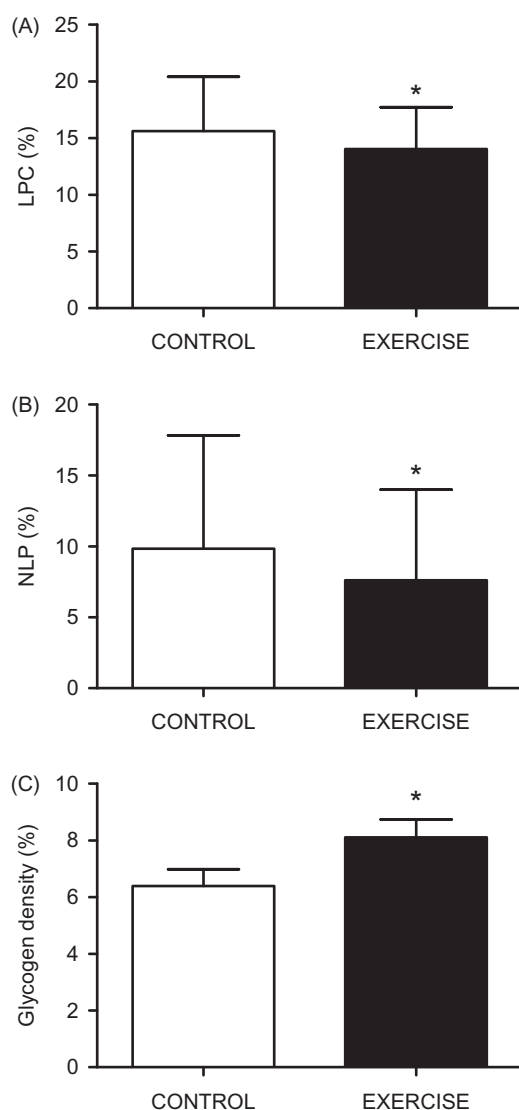 (A)
LPC (%)
25
20
15
10
5
0
*
CONTROL EXERCISE
(B)
NLP (%)
20
15
10
5
0
*
CONTROL EXERCISE
(C)
Glycogen density (%)
10
8
6
4
2
0
*
CONTROL EXERCISE